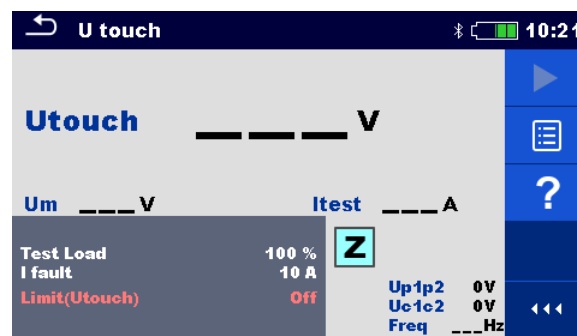 U touch 10:21
Utouch ___ V
Um ___ V Itest ___ A
Test Load 100 %
I fault 10 A
Limit(Utouch) Off
Z
Up1p2 0V
Uc1c2 0V
Freq ___Hz
?